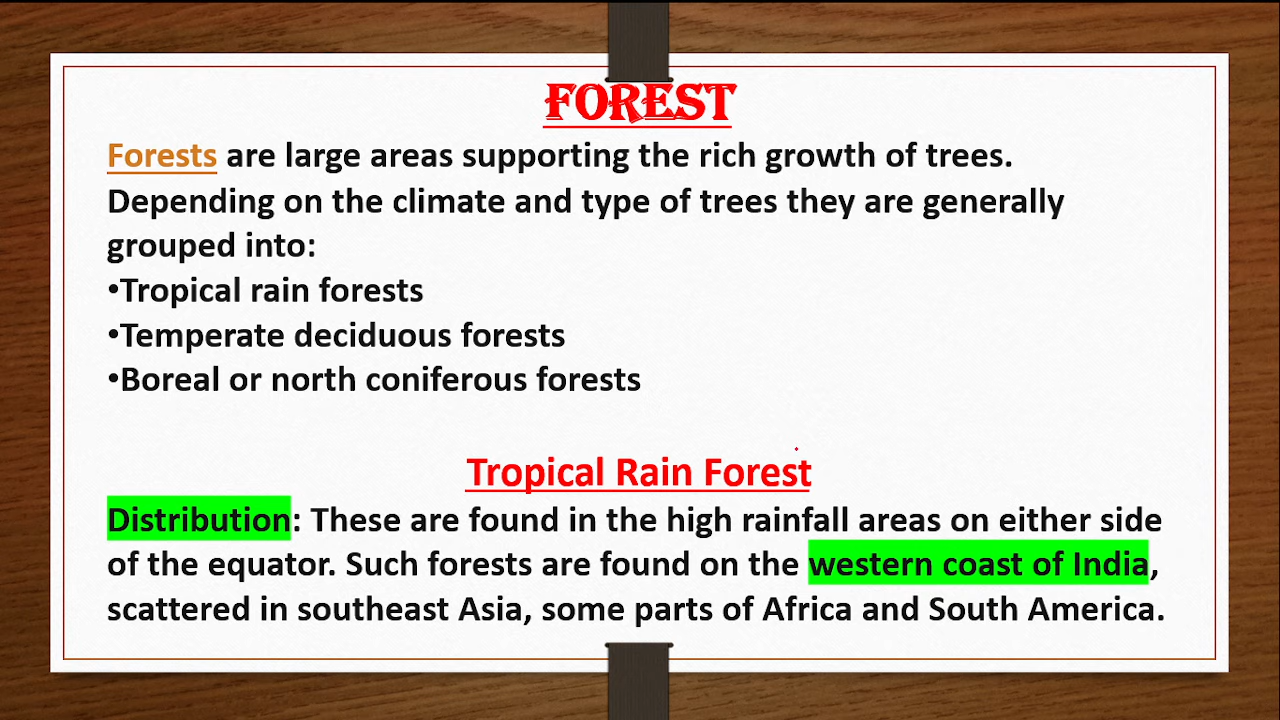 FOREST
Forests are large areas supporting the rich growth of trees.
Depending on the climate and type of trees they are generally
grouped into:
•Tropical rain forests
•Temperate deciduous forests
•Boreal or north coniferous forests
Tropical Rain Forest
Distribution: These are found in the high rainfall areas on either side
of the equator. Such forests are found on the western coast of India,
scattered in southeast Asia, some parts of Africa and South America.